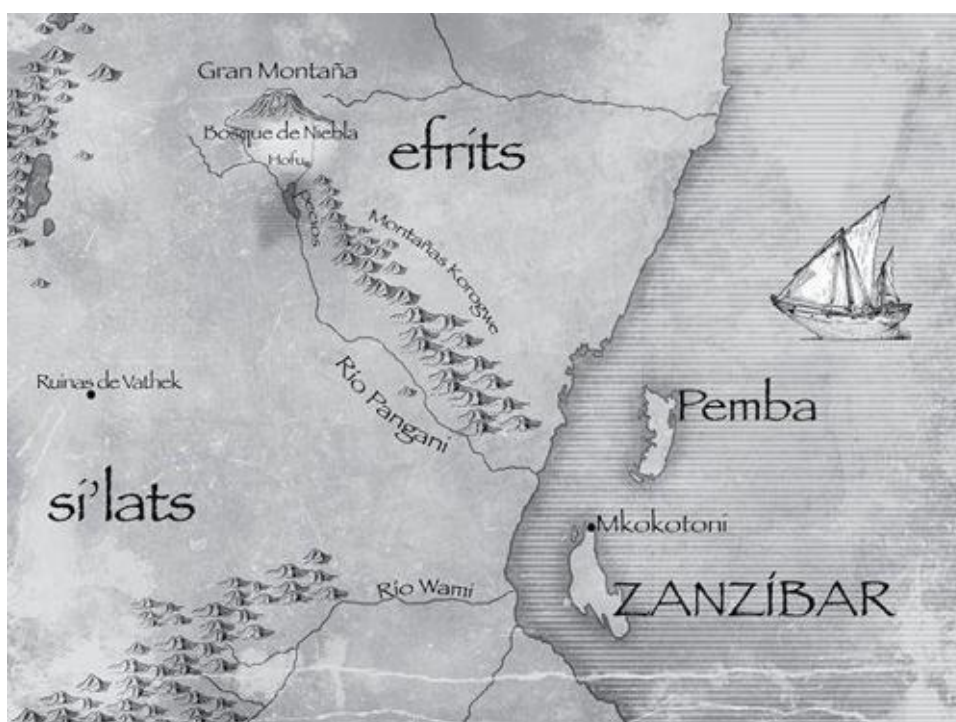 Gran Montaña
Bosque de Niebla
Hofu
efrits
Pecios
Montañas Korogwe
Ruinas de Vathek
Río Pangani
Pemba
si'lats
Mkokotoni
Río Wami
ZANZÍBAR